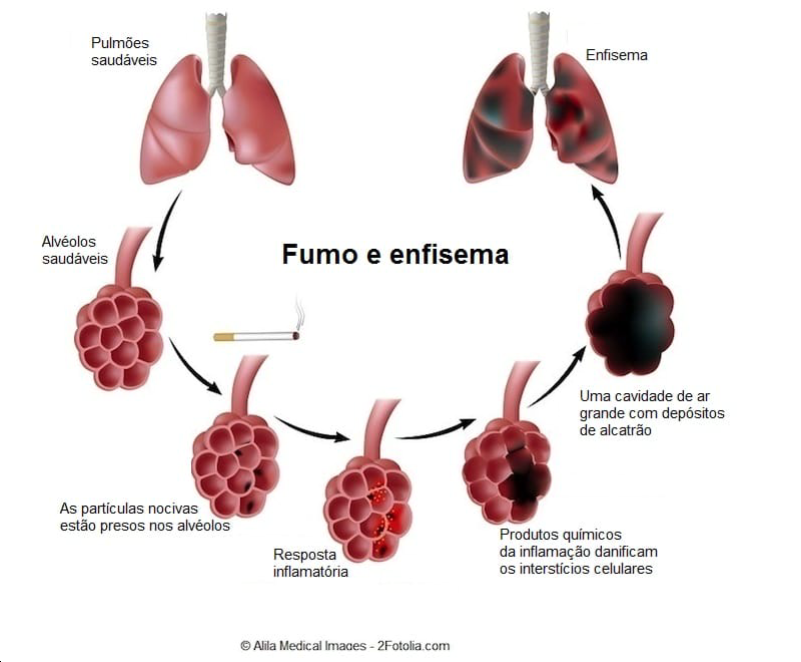 Pulmões
saudáveis
Enfisema
Alvéolos
saudáveis
Fumo e enfisema
Uma cavidade de ar
grande com depósitos
de alcatrão
As partículas nocivas
estão presos nos alvéolos
Resposta
inflamatória
Produtos químicos
da inflamação danificam
os interstícios celulares
© Alila Medical Images - 2Fotolia.com